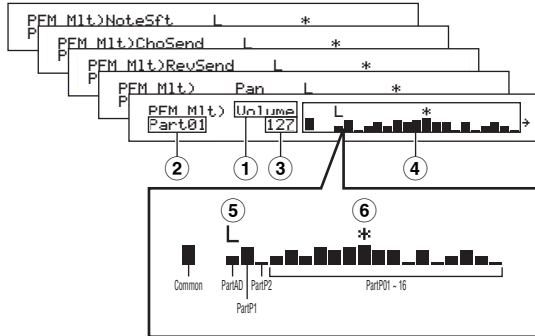 PFM Mlt)NoteSft L *
PFM Mlt)ChoSend L *
PFM Mlt)RevSend L *
PFM Mlt) Pan L *
PFM Mlt) Volume L *
Part01 127 →
2 1 3 4
5 6
L *
Common PartAD PartP2 PartP01 ~ 16
PartP1